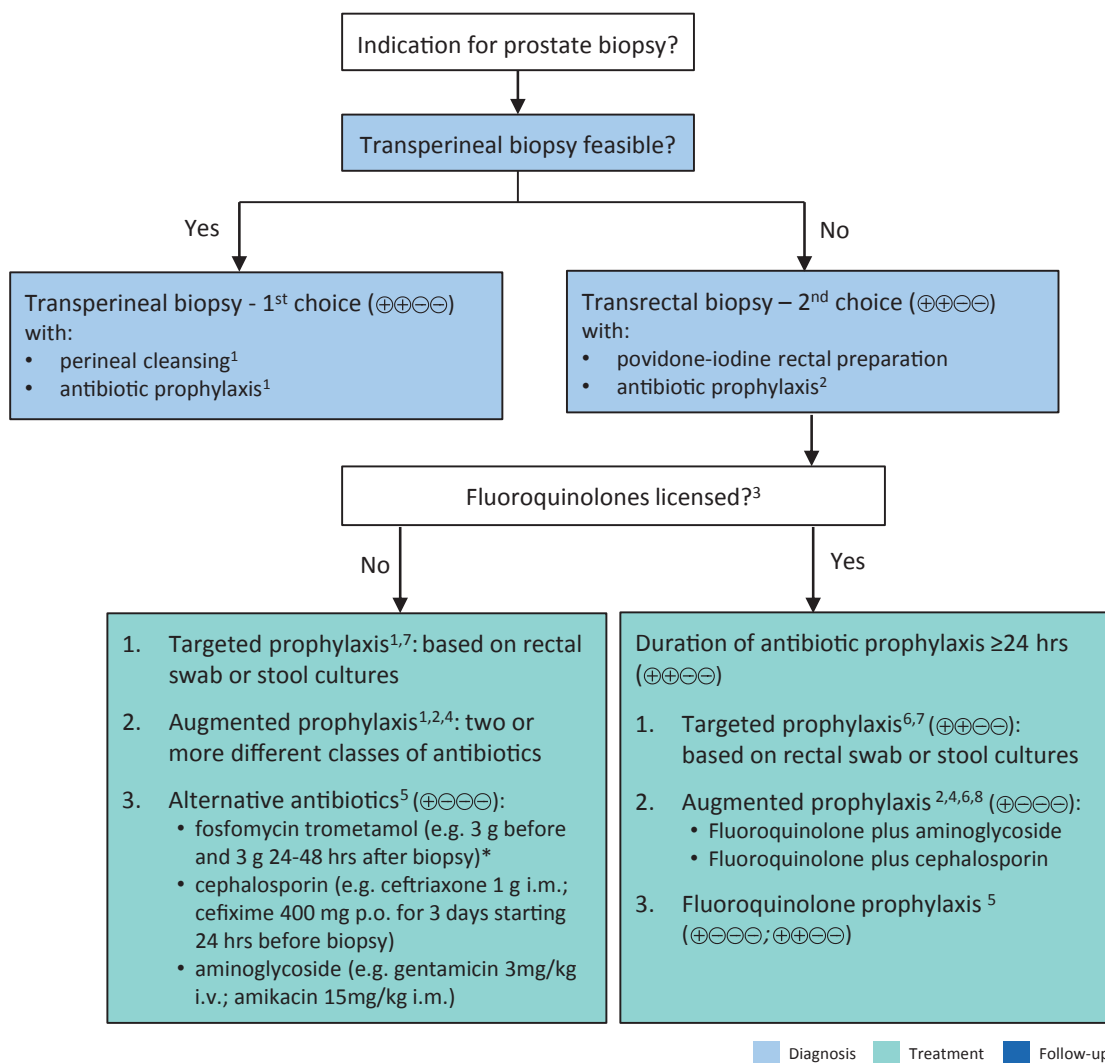 Indication for prostate biopsy?
Transperineal biopsy feasible?
Yes
No
Transperineal biopsy - 1st choice (⊕⊕⊖⊖)
with:
• perineal cleansing¹
• antibiotic prophylaxis¹
Transrectal biopsy – 2nd choice (⊕⊕⊖⊖)
with:
• povidone-iodine rectal preparation
• antibiotic prophylaxis²
Fluoroquinolones licensed?³
No
Yes
1. Targeted prophylaxis¹,⁷: based on rectal
swab or stool cultures
2. Augmented prophylaxis¹,²,⁴: two or
more different classes of antibiotics
3. Alternative antibiotics⁵ (⊕⊖⊖⊖):
• fosfomycin trometamol (e.g. 3 g before
and 3 g 24-48 hrs after biopsy)*
• cephalosporin (e.g. ceftriaxone 1 g i.m.;
cefixime 400 mg p.o. for 3 days starting
24 hrs before biopsy)
• aminoglycoside (e.g. gentamicin 3mg/kg
i.v.; amikacin 15mg/kg i.m.)
Duration of antibiotic prophylaxis ≥24 hrs
(⊕⊕⊖⊖)
1. Targeted prophylaxis⁶,⁷ (⊕⊕⊖⊖):
based on rectal swab or stool cultures
2. Augmented prophylaxis ²,⁴,⁶,⁸ (⊕⊖⊖⊖):
• Fluoroquinolone plus aminoglycoside
• Fluoroquinolone plus cephalosporin
3. Fluoroquinolone prophylaxis ⁵
(⊕⊖⊖⊖; ⊕⊕⊖⊖)
Diagnosis Treatment Follow-up